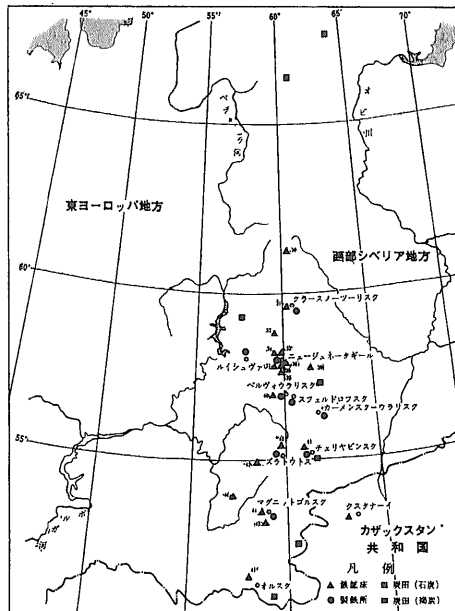 45°
50°
55°
60°
65°
70°
65°
ペチョラ河
オビ川
東ヨーロッパ地方
西部シベリア地方
60°
クラースノーツーリスク
ニュージュネータギール
ルイシュヴァ
ペルヴォウラリスク
スフェルドロフスク
カーメンスターウラリスク
55°
チェリヤビンスク
ズラトウトス
マグニットゴルスク
クスタナーイ
カザックスタン
共和国
ボルガ河
オルスク
凡例
▲ 鉄鉱床
■ 炭田（石炭）
● 製鉄所
■ 炭田（褐炭）